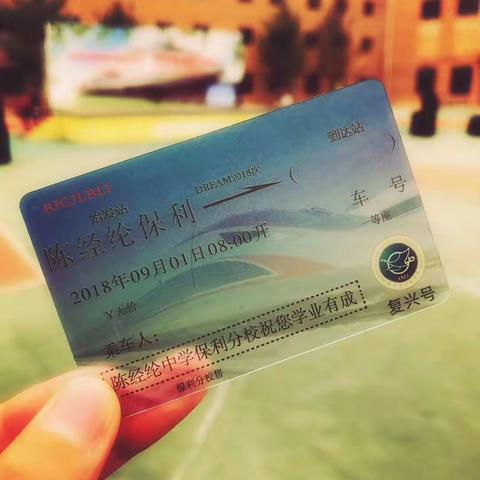 BJCJLBLF
到达站
始发站
DREAM2018次
陈经纶保利
( )
车 号
2018年09月01日08:00开
等座
￥无价
乘车人:
陈经纶中学保利分校祝您学业有成
复兴号
保利分校售